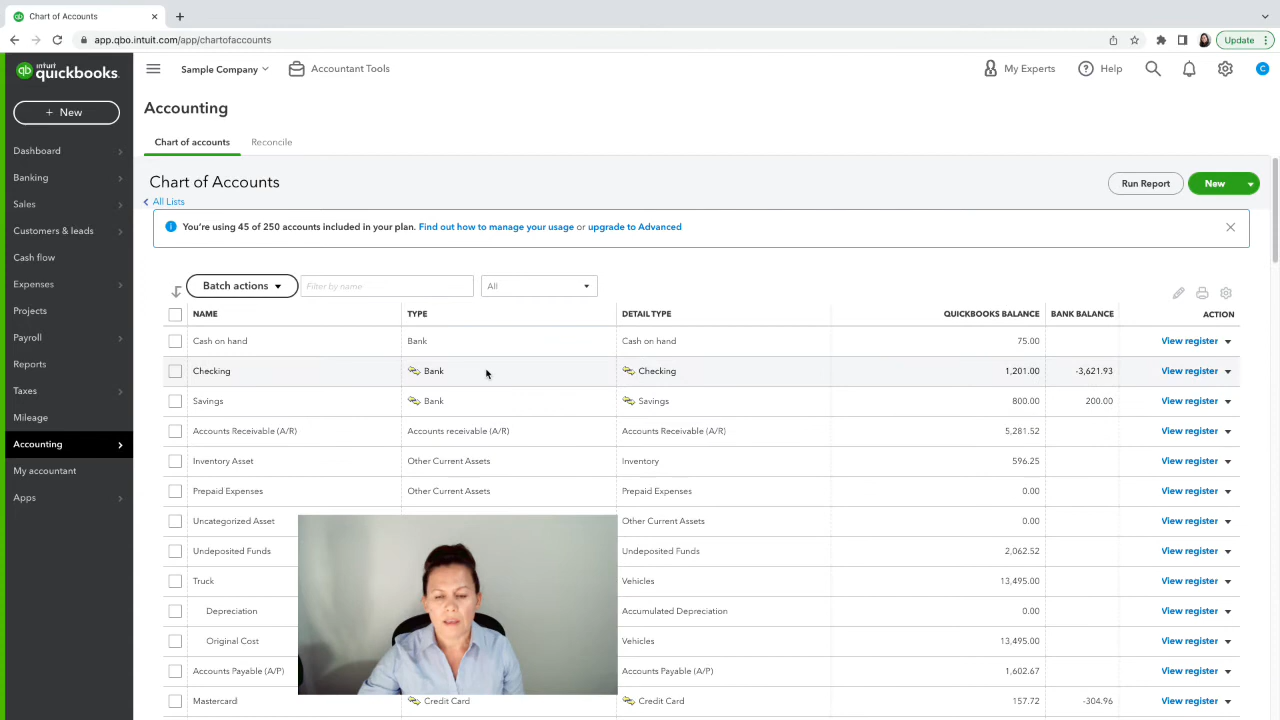 Chart of Accounts
app.qbo.intuit.com/app/chartofaccounts
Update
qb intuit quickbooks.
Sample Company
Accountant Tools
My Experts
Help
C
+ New
Dashboard
Banking
Sales
Customers & leads
Cash flow
Expenses
Projects
Payroll
Reports
Taxes
Mileage
Accounting
My accountant
Apps
Accounting
Chart of accounts Reconcile
Chart of Accounts
Run Report
New
All Lists
You're using 45 of 250 accounts included in your plan. Find out how to manage your usage or upgrade to Advanced
Batch actions Filter by name All
NAME TYPE DETAIL TYPE QUICKBOOKS BALANCE BANK BALANCE ACTION
Cash on hand Bank Cash on hand 75.00 View register
Checking Bank Checking 1,201.00 -3,621.93 View register
Savings Bank Savings 800.00 200.00 View register
Accounts Receivable (A/R) Accounts receivable (A/R) Accounts Receivable (A/R) 5,281.52 View register
Inventory Asset Other Current Assets Inventory 596.25 View register
Prepaid Expenses Other Current Assets Prepaid Expenses 0.00 View register
Uncategorized Asset Other Current Assets 0.00 View register
Undeposited Funds Undeposited Funds 2,062.52 View register
Truck Vehicles 13,495.00 View register
Depreciation Accumulated Depreciation 0.00 View register
Original Cost Vehicles 13,495.00 View register
Accounts Payable (A/P) Accounts Payable (A/P) 1,602.67 View register
Mastercard Credit Card Credit Card 157.72 -304.96 View register